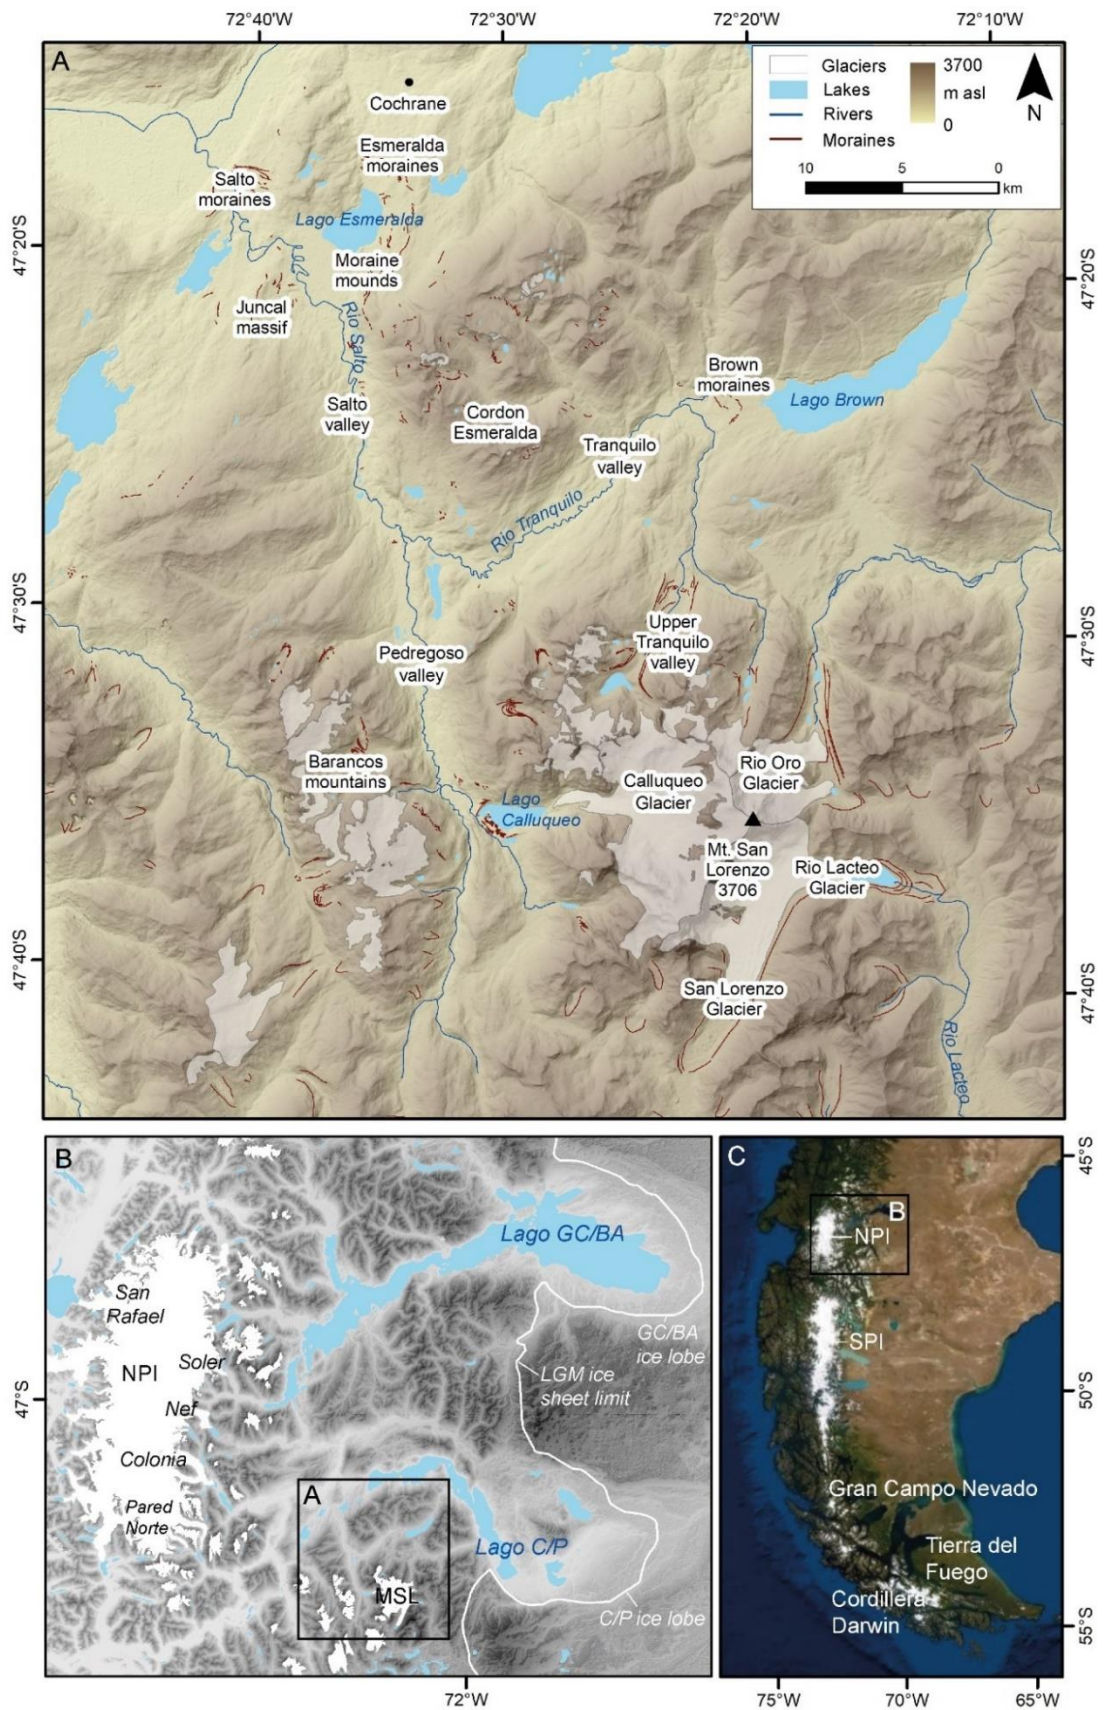 72°40'W
72°30'W
72°20'W
72°10'W
A
Glaciers
Lakes
Rivers
Moraines
3700
m asl
0
N
10
5
0
km
Cochrane
Esmeralda
moraines
Salto
moraines
Lago Esmeralda
47°20'S
47°20'S
Moraine
mounds
Juncal
massif
Rio Salto
Brown
moraines
Lago Brown
Salto
valley
Cordon
Esmeralda
Tranquilo
valley
Rio Tranquilo
47°30'S
47°30'S
Upper
Tranquilo
valley
Pedregoso
valley
Barancos
mountains
Calluqueo
Glacier
Rio Oro
Glacier
Lago
Calluqueo
Mt. San
Lorenzo
3706
Rio Lacteo
Glacier
47°40'S
47°40'S
San Lorenzo
Glacier
Rio Lacteo
B
Lago GC/BA
San
Rafael
NPI
Soler
GC/BA
ice lobe
LGM ice
sheet limit
47°S
Nef
Colonia
Pared
Norte
A
Lago C/P
MSL
C/P ice lobe
72°W
C
45°S
B
NPI
SPI
50°S
Gran Campo Nevado
Tierra del
Fuego
Cordillera
Darwin
55°S
75°W
70°W
65°W